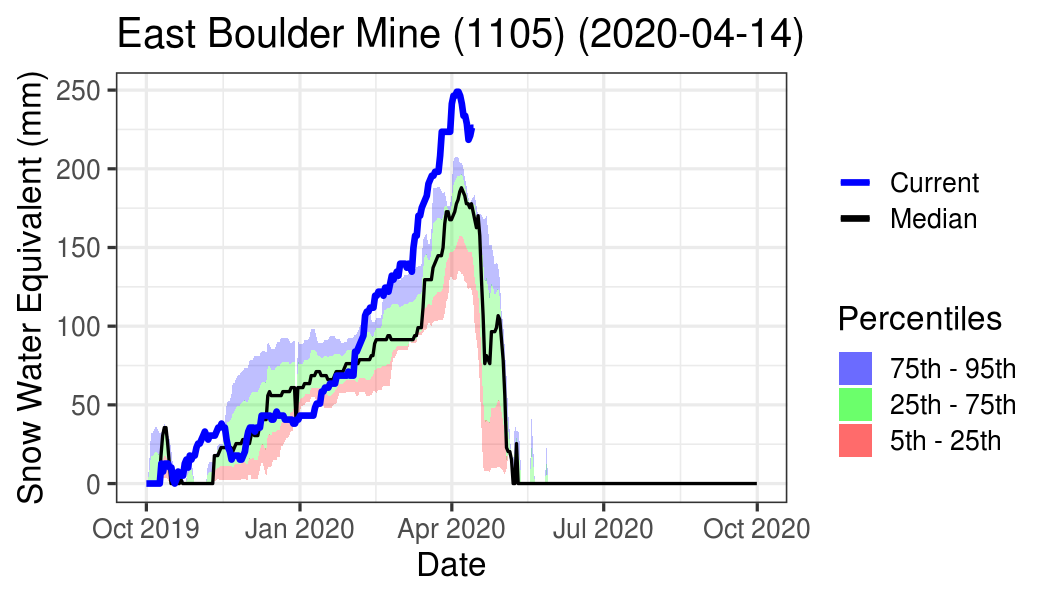 East Boulder Mine (1105) (2020-04-14)
Snow Water Equivalent (mm)
250
200
150
100
50
0
Oct 2019
Jan 2020
Apr 2020
Jul 2020
Oct 2020
Date
Current
Median
Percentiles
75th - 95th
25th - 75th
5th - 25th